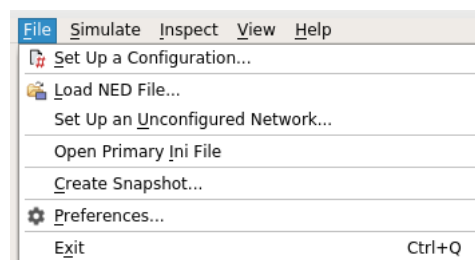 File Simulate Inspect View Help
Set Up a Configuration...
Load NED File...
Set Up an Unconfigured Network...
Open Primary Ini File
Create Snapshot...
Preferences...
Exit Ctrl+Q